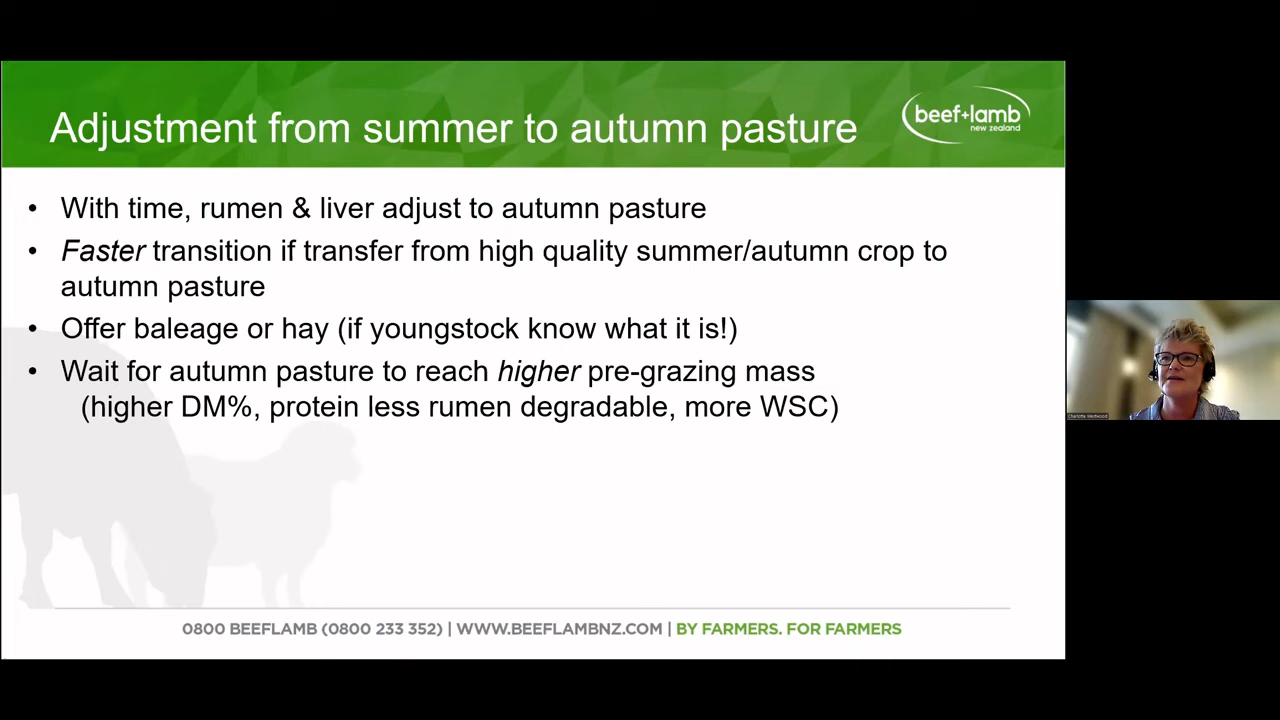 Adjustment from summer to autumn pasture
beef+lamb
new zealand
• With time, rumen & liver adjust to autumn pasture
• Faster transition if transfer from high quality summer/autumn crop to
autumn pasture
• Offer baleage or hay (if youngstock know what it is!)
• Wait for autumn pasture to reach higher pre-grazing mass
(higher DM%, protein less rumen degradable, more WSC)
Charlotte Westwood
0800 BEEFLAMB (0800 233 352) | WWW.BEEFLAMBNZ.COM | BY FARMERS. FOR FARMERS